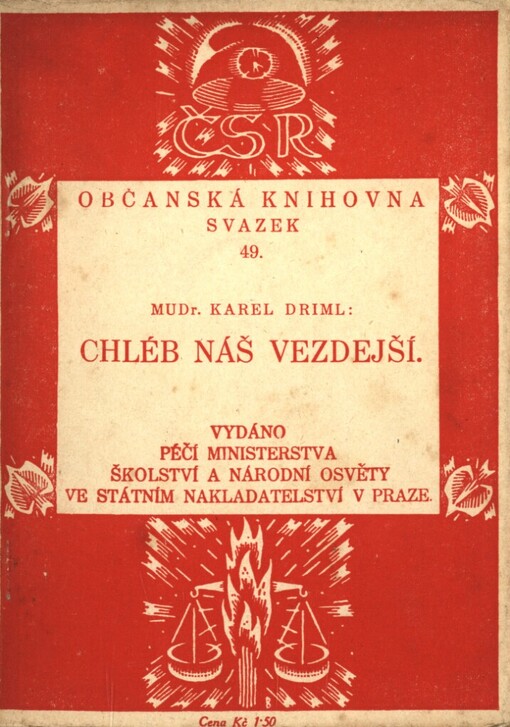 ČSR
OBČANSKÁ KNIHOVNA
SVAZEK
49.
MUDr. KAREL DRIML:
CHLÉB NÁŠ VEZDEJŠÍ.
VYDÁNO
PÉČÍ MINISTERSTVA
ŠKOLSTVÍ A NÁRODNÍ OSVĚTY
VE STÁTNÍM NAKLADATELSTVÍ V PRAZE.
B
Cena Kč 1·50